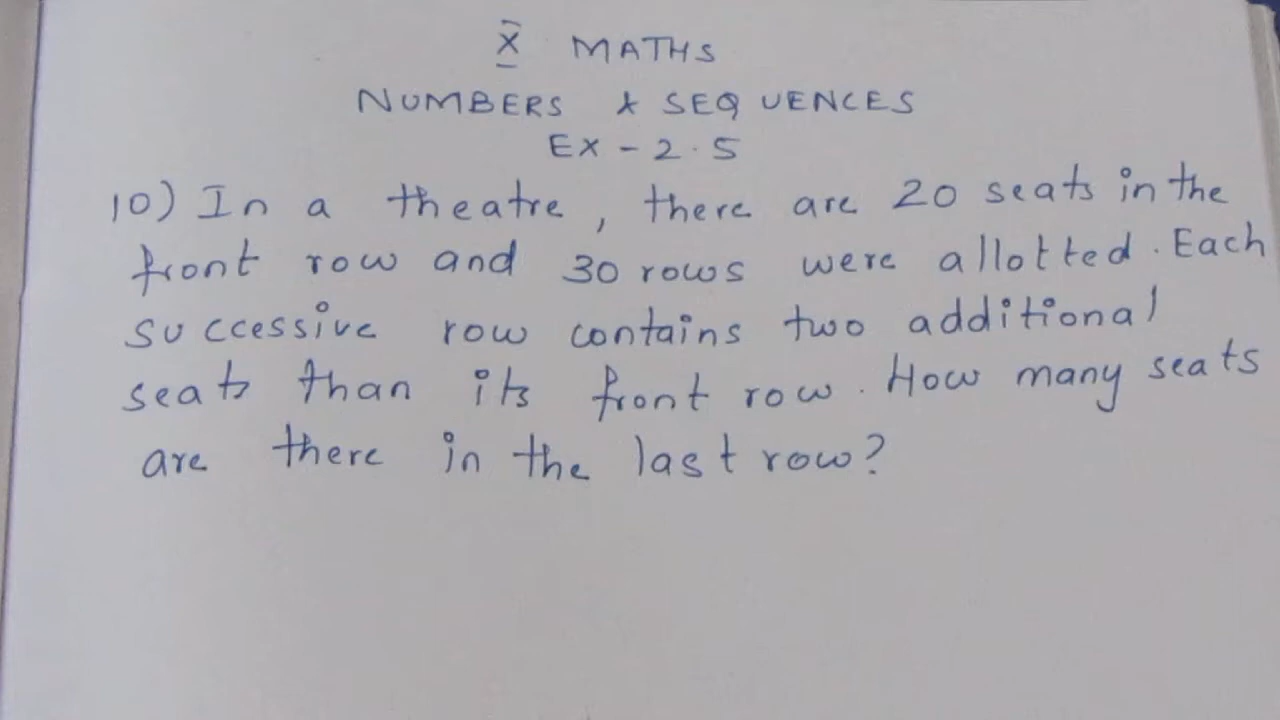 X MATHS
NUMBERS & SEQUENCES
EX - 2.5
10) In a theatre, there are 20 seats in the
front row and 30 rows were allotted. Each
successive row contains two additional
seats than its front row. How many seats
are there in the last row?